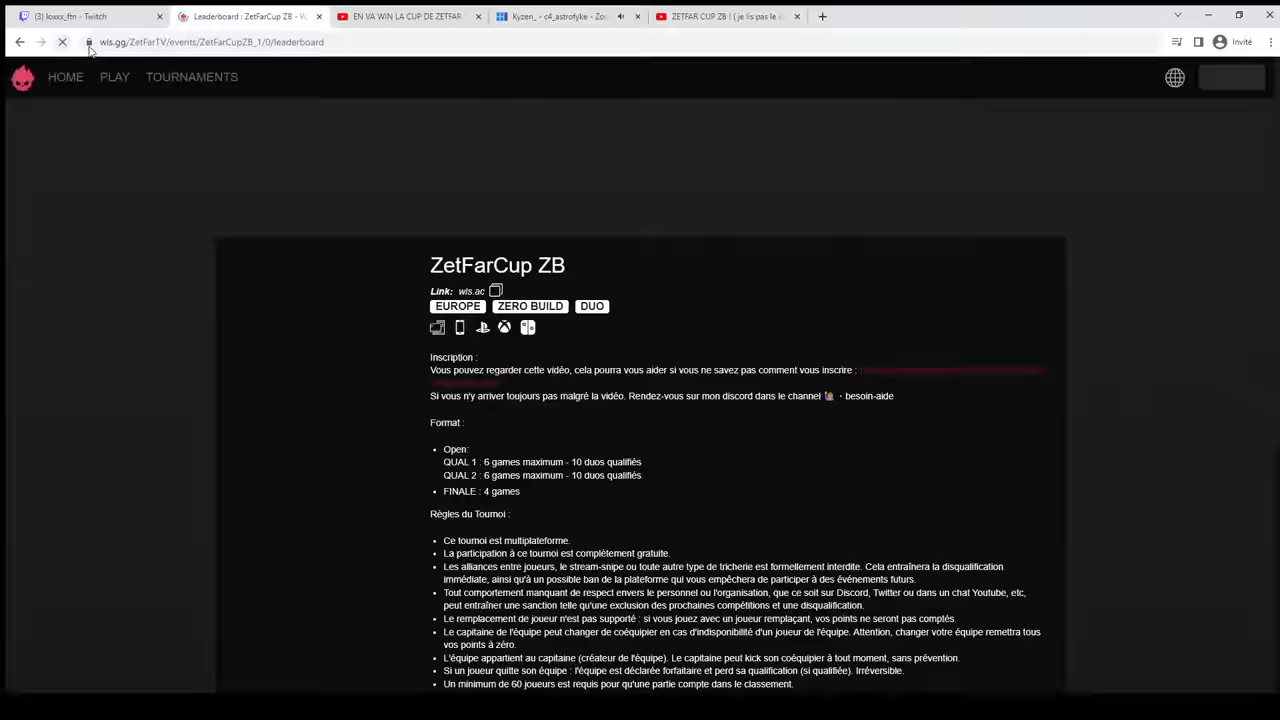 (3) loxxx_ftn - Twitch
Leaderboard : ZetFarCup ZB - W
EN VA WIN LA CUP DE ZETFAR
Kyzen_ - c4_astrofyke - Zo
ZETFAR CUP ZB ! ( je lis pas le
wls.gg/ZetFarTV/events/ZetFarCupZB_1/0/leaderboard
Invité
HOME PLAY TOURNAMENTS
ZetFarCup ZB
Link: wls.ac
EUROPE ZERO BUILD DUO
Inscription :
Vous pouvez regarder cette vidéo, cela pourra vous aider si vous ne savez pas comment vous inscrire :
Si vous n'y arriver toujours pas malgré la vidéo. Rendez-vous sur mon discord dans le channel 🙋 · besoin-aide
Format :
• Open:
QUAL 1 : 6 games maximum - 10 duos qualifiés
QUAL 2 : 6 games maximum - 10 duos qualifiés
• FINALE : 4 games
Règles du Tournoi :
• Ce tournoi est multiplateforme.
• La participation à ce tournoi est complètement gratuite.
• Les alliances entre joueurs, le stream-snipe ou toute autre type de tricherie est formellement interdite. Cela entraînera la disqualification
immédiate, ainsi qu'à un possible ban de la plateforme qui vous empêchera de participer à des événements futurs.
• Tout comportement manquant de respect envers le personnel ou l'organisation, que ce soit sur Discord, Twitter ou dans un chat Youtube, etc,
peut entraîner une sanction telle qu'une exclusion des prochaines compétitions et une disqualification.
• Le remplacement de joueur n'est pas supporté : si vous jouez avec un joueur remplaçant, vos points ne seront pas comptés.
• Le capitaine de l'équipe peut changer de coéquipier en cas d'indisponibilité d'un joueur de l'équipe. Attention, changer votre équipe remettra tous
vos points à zéro.
• L'équipe appartient au capitaine (créateur de l'équipe). Le capitaine peut kick son coéquipier à tout moment, sans prévention.
• Si un joueur quitte son équipe : l'équipe est déclarée forfaitaire et perd sa qualification (si qualifiée). Irréversible.
• Un minimum de 60 joueurs est requis pour qu'une partie compte dans le classement.